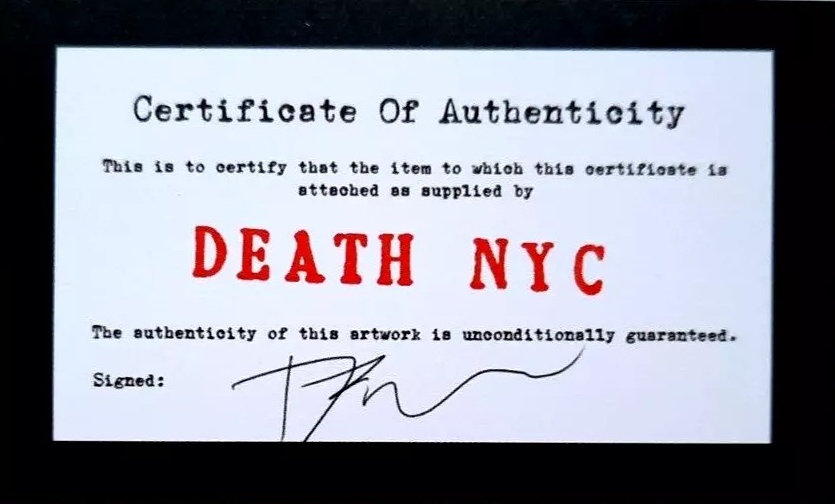 Certificate Of Authenticity
This is to certify that the item to which this certificate is
attached as supplied by
DEATH NYC
The authenticity of this artwork is unconditionally guaranteed.
Signed: